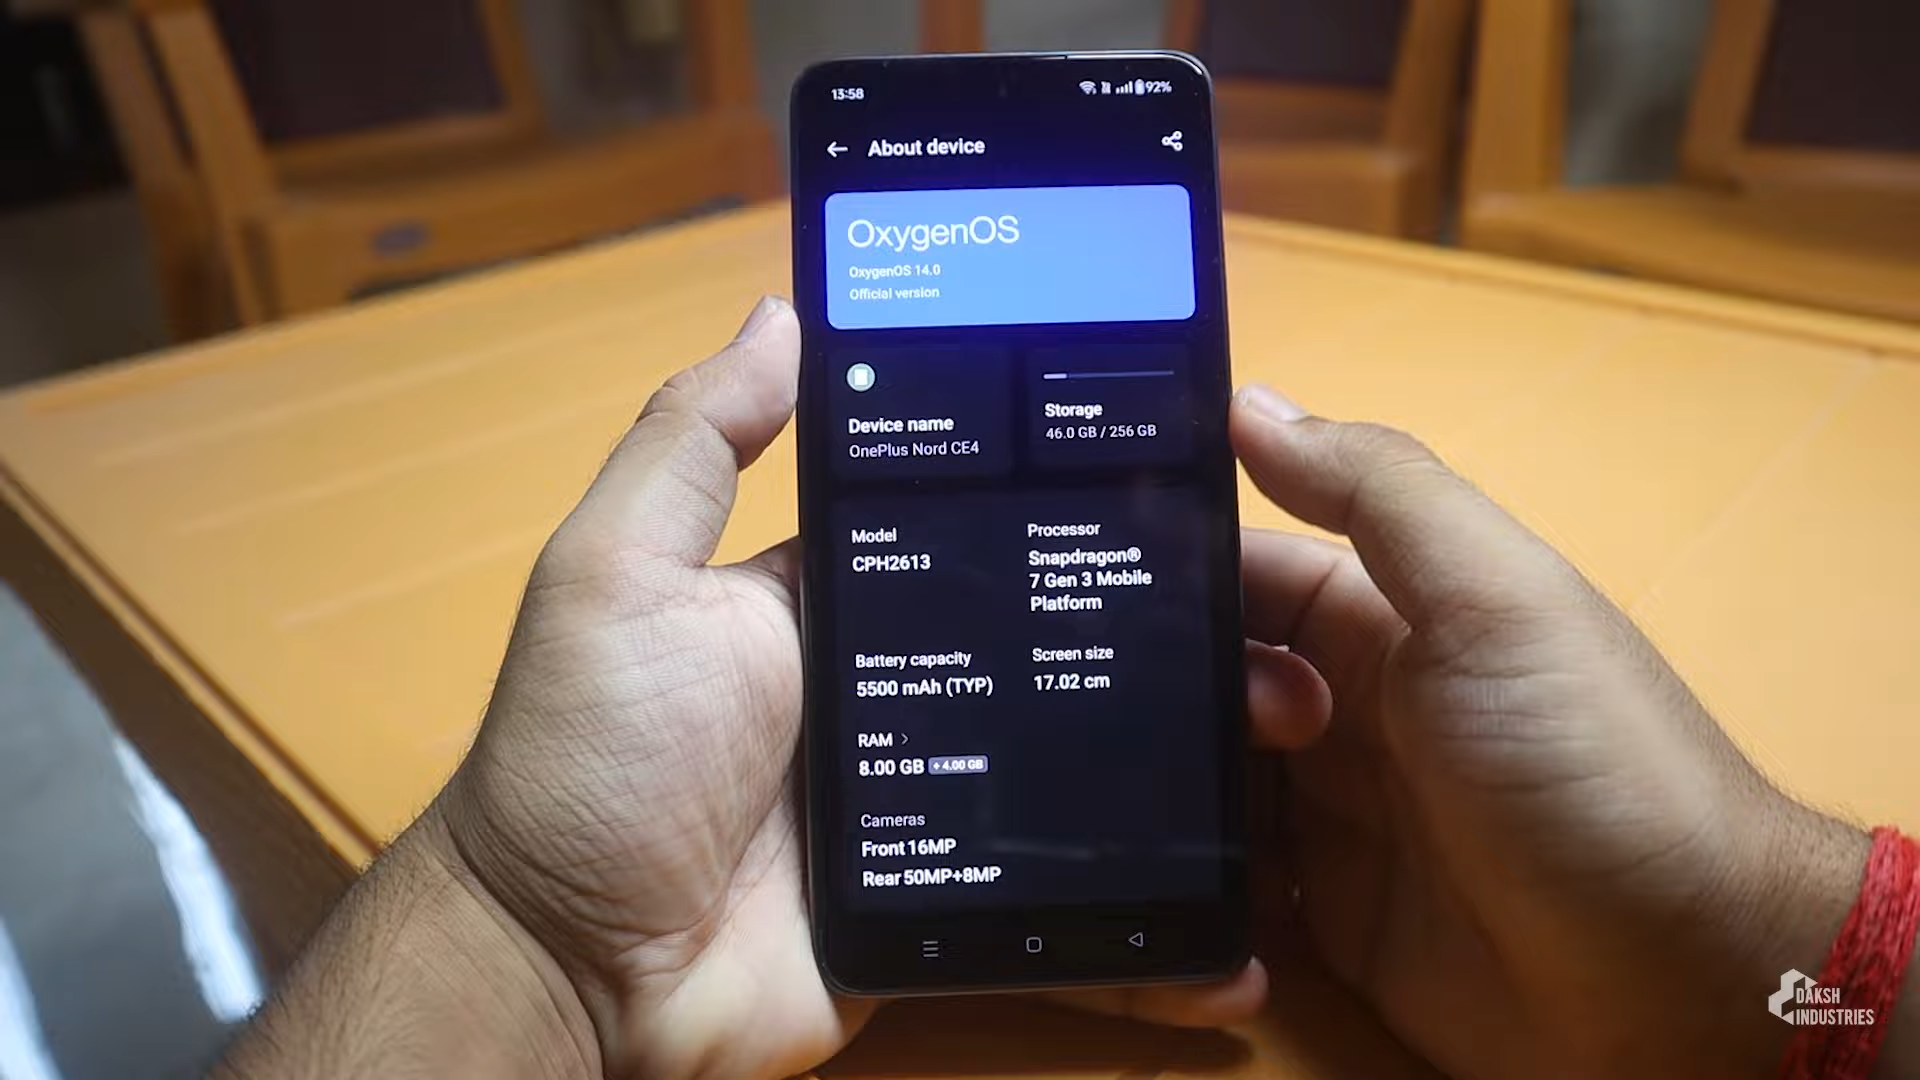 13:58
92%
About device
OxygenOS
OxygenOS 14.0
Official version
Device name
OnePlus Nord CE4
Storage
46.0 GB / 256 GB
Model
CPH2613
Processor
Snapdragon®
7 Gen 3 Mobile
Platform
Battery capacity
5500 mAh (TYP)
Screen size
17.02 cm
RAM >
8.00 GB + 4.00 GB
Cameras
Front 16MP
Rear 50MP+8MP
DAKSH
INDUSTRIES